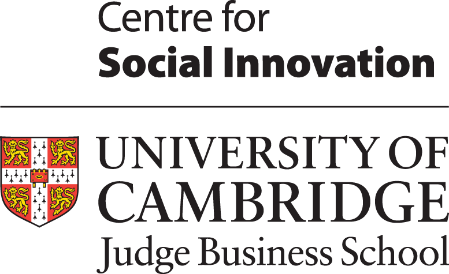 Centre for
Social Innovation
UNIVERSITY OF
CAMBRIDGE
Judge Business School